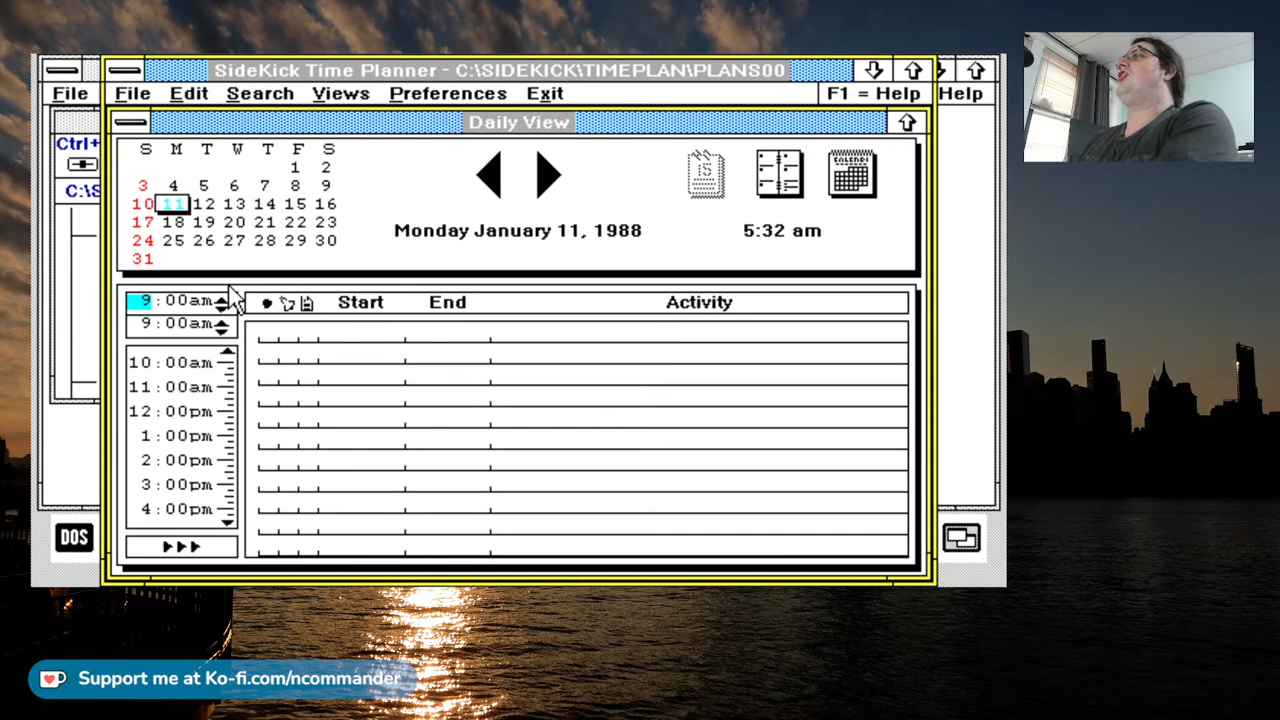 SideKick Time Planner - C:\SIDEKICK\TIMEPLAN\PLANS00
File
File Edit Search Views Preferences Exit F1 = Help
Help
Daily View
Ctrl+
C:\S
S M T W T F S
1 2
3 4 5 6 7 8 9
10 11 12 13 14 15 16
17 18 19 20 21 22 23
24 25 26 27 28 29 30
31
15
CALENDAR
Monday January 11, 1988 5:32 am
9:00am
9:00am
Start End Activity
10:00am
11:00am
12:00pm
1:00pm
2:00pm
3:00pm
4:00pm
DOS
Support me at Ko-fi.com/ncommander